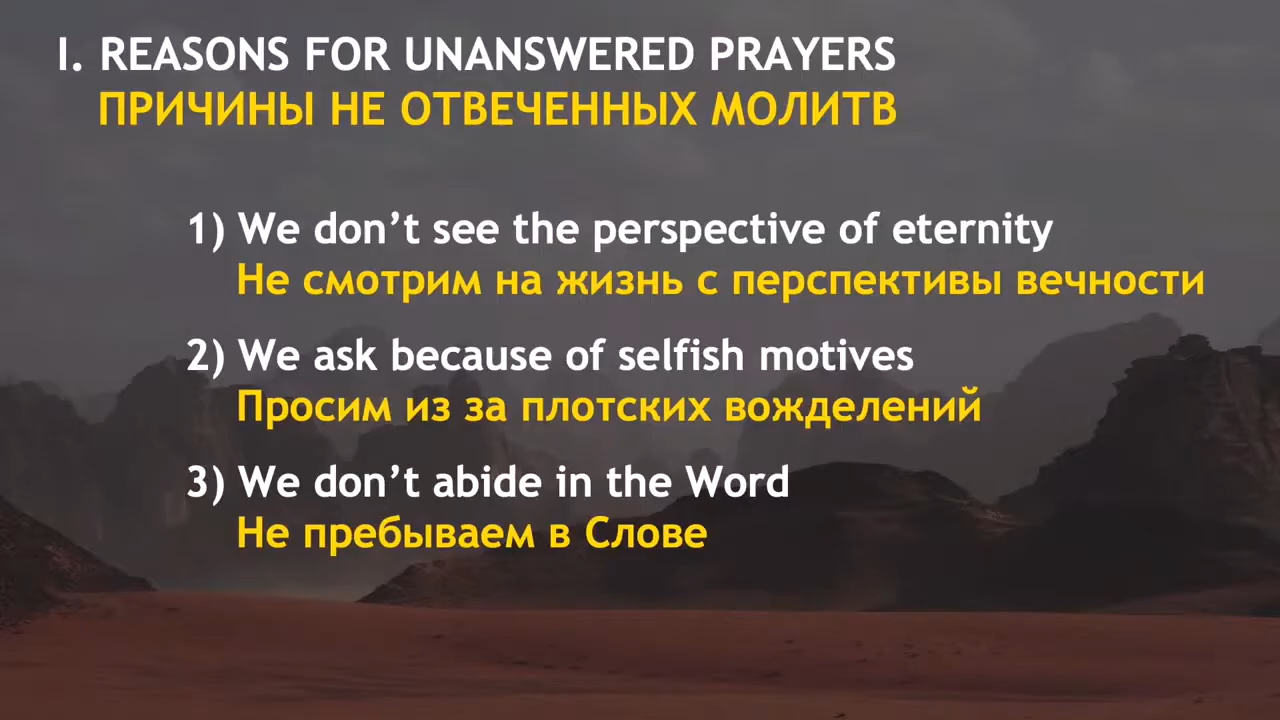 I. REASONS FOR UNANSWERED PRAYERS
ПРИЧИНЫ НЕ ОТВЕЧЕННЫХ МОЛИТВ
1) We don’t see the perspective of eternity
Не смотрим на жизнь с перспективы вечности
2) We ask because of selfish motives
Просим из за плотских вожделений
3) We don’t abide in the Word
Не пребываем в Слове